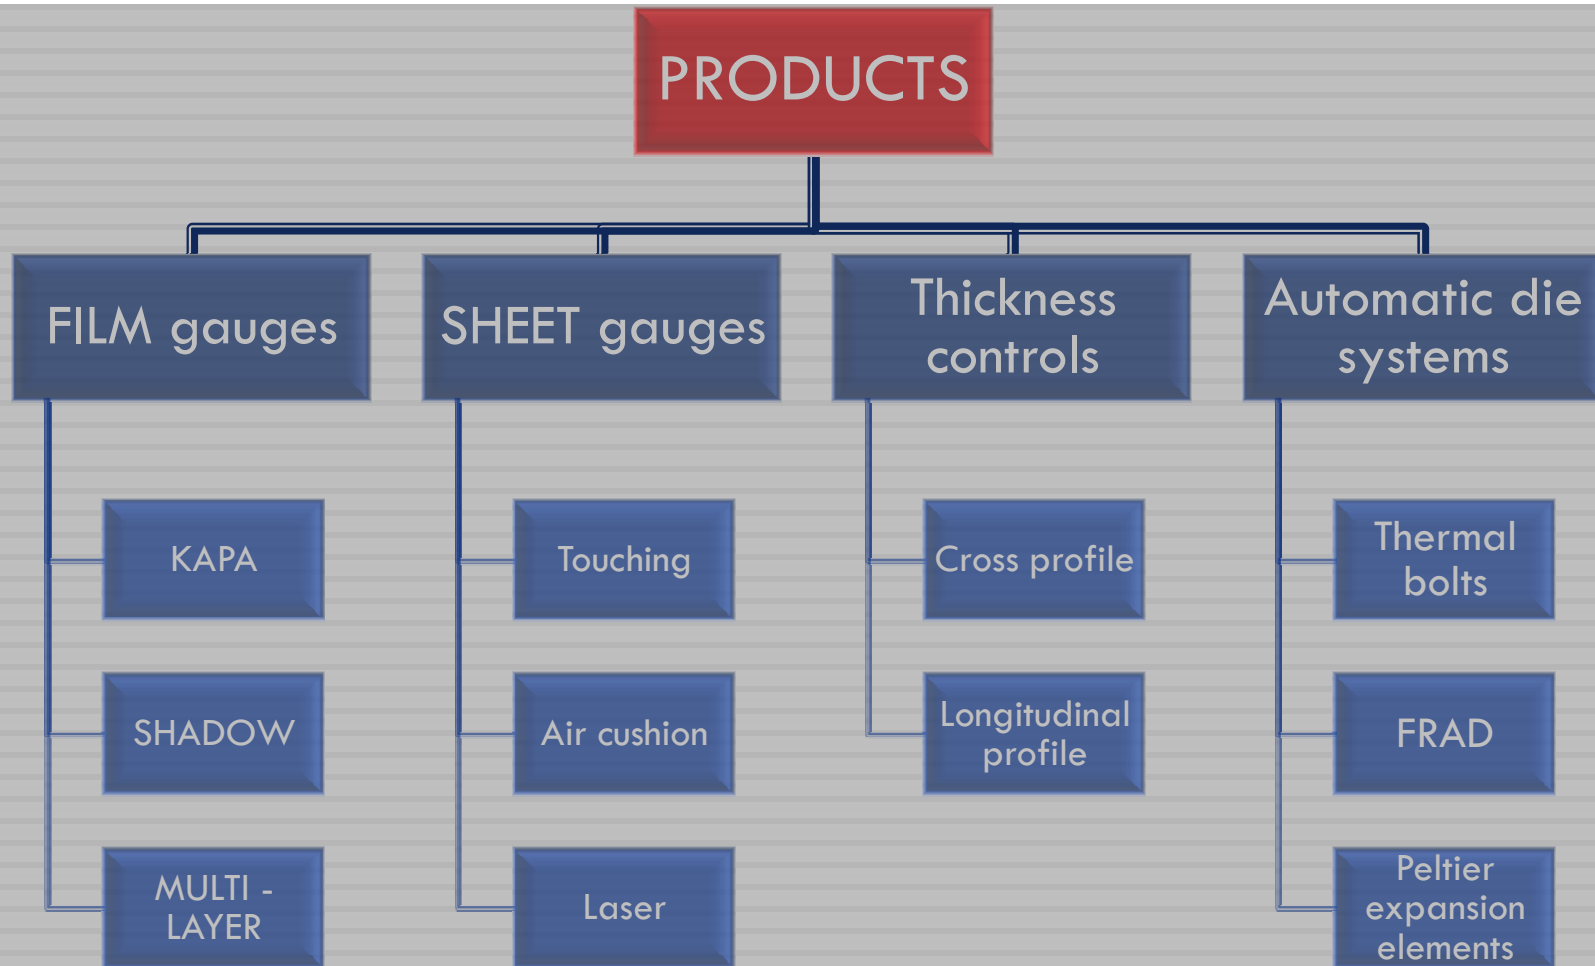 PRODUCTS
FILM gauges
SHEET gauges
Thickness
controls
Automatic die
systems
KAPA
SHADOW
MULTI -
LAYER
Touching
Air cushion
Laser
Cross profile
Longitudinal
profile
Thermal
bolts
FRAD
Peltier
expansion
elements